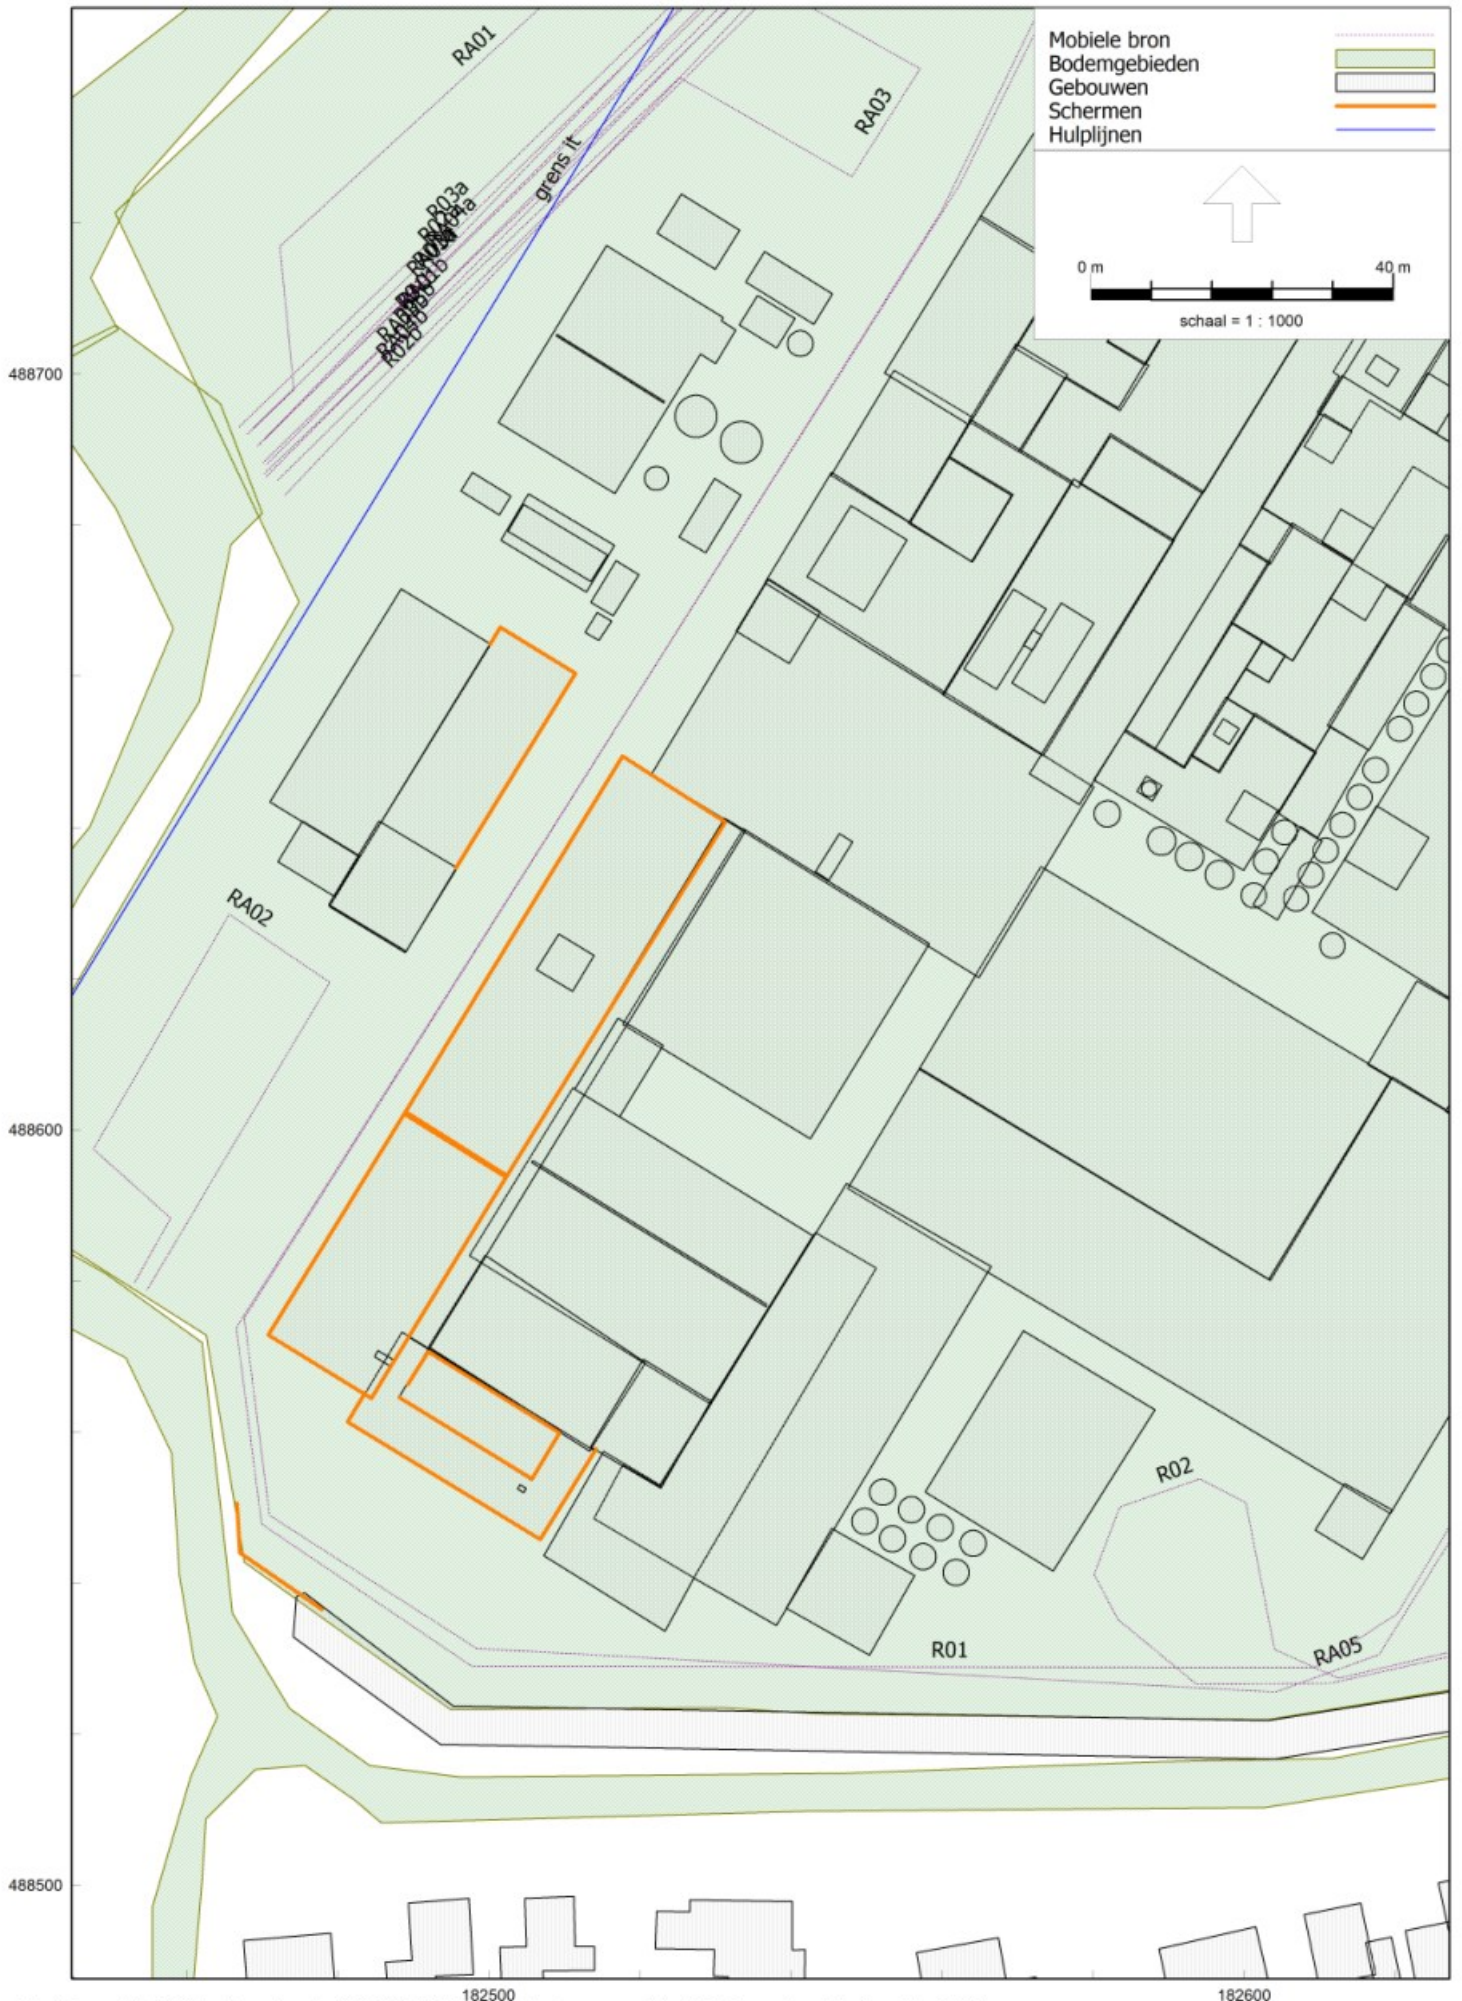 Mobiele bron
Bodemgebieden
Gebouwen
Schermen
Hulplijnen
0 m 40 m
schaal = 1 : 1000
RA01
RA03
grens it
R03a
R02b
488700
RA02
488600
R02
R01
RA05
488500
182500 182600